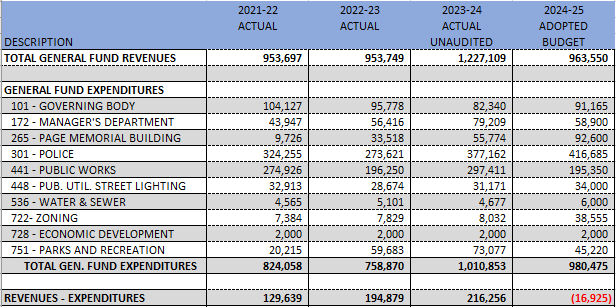 2021-22 2022-23 2023-24 2024-25
ACTUAL ACTUAL ACTUAL ADOPTED
DESCRIPTION UNAUDITED BUDGET
TOTAL GENERAL FUND REVENUES 953,697 953,749 1,227,109 963,550
GENERAL FUND EXPENDITURES
101 - GOVERNING BODY 104,127 95,778 82,340 91,165
172 - MANAGER'S DEPARTMENT 43,947 56,416 79,209 58,900
265 - PAGE MEMORIAL BUILDING 9,726 33,518 55,774 92,600
301 - POLICE 324,255 273,621 377,162 416,685
441 - PUBLIC WORKS 274,926 196,250 297,411 195,350
448 - PUB. UTIL. STREET LIGHTING 32,913 28,674 31,171 34,000
536 - WATER & SEWER 4,565 5,101 4,677 6,000
722- ZONING 7,384 7,829 8,032 38,555
728 - ECONOMIC DEVELOPMENT 2,000 2,000 2,000 2,000
751 - PARKS AND RECREATION 20,215 59,683 73,077 45,220
TOTAL GEN. FUND EXPENDITURES 824,058 758,870 1,010,853 980,475
REVENUES - EXPENDITURES 129,639 194,879 216,256 (16,925)